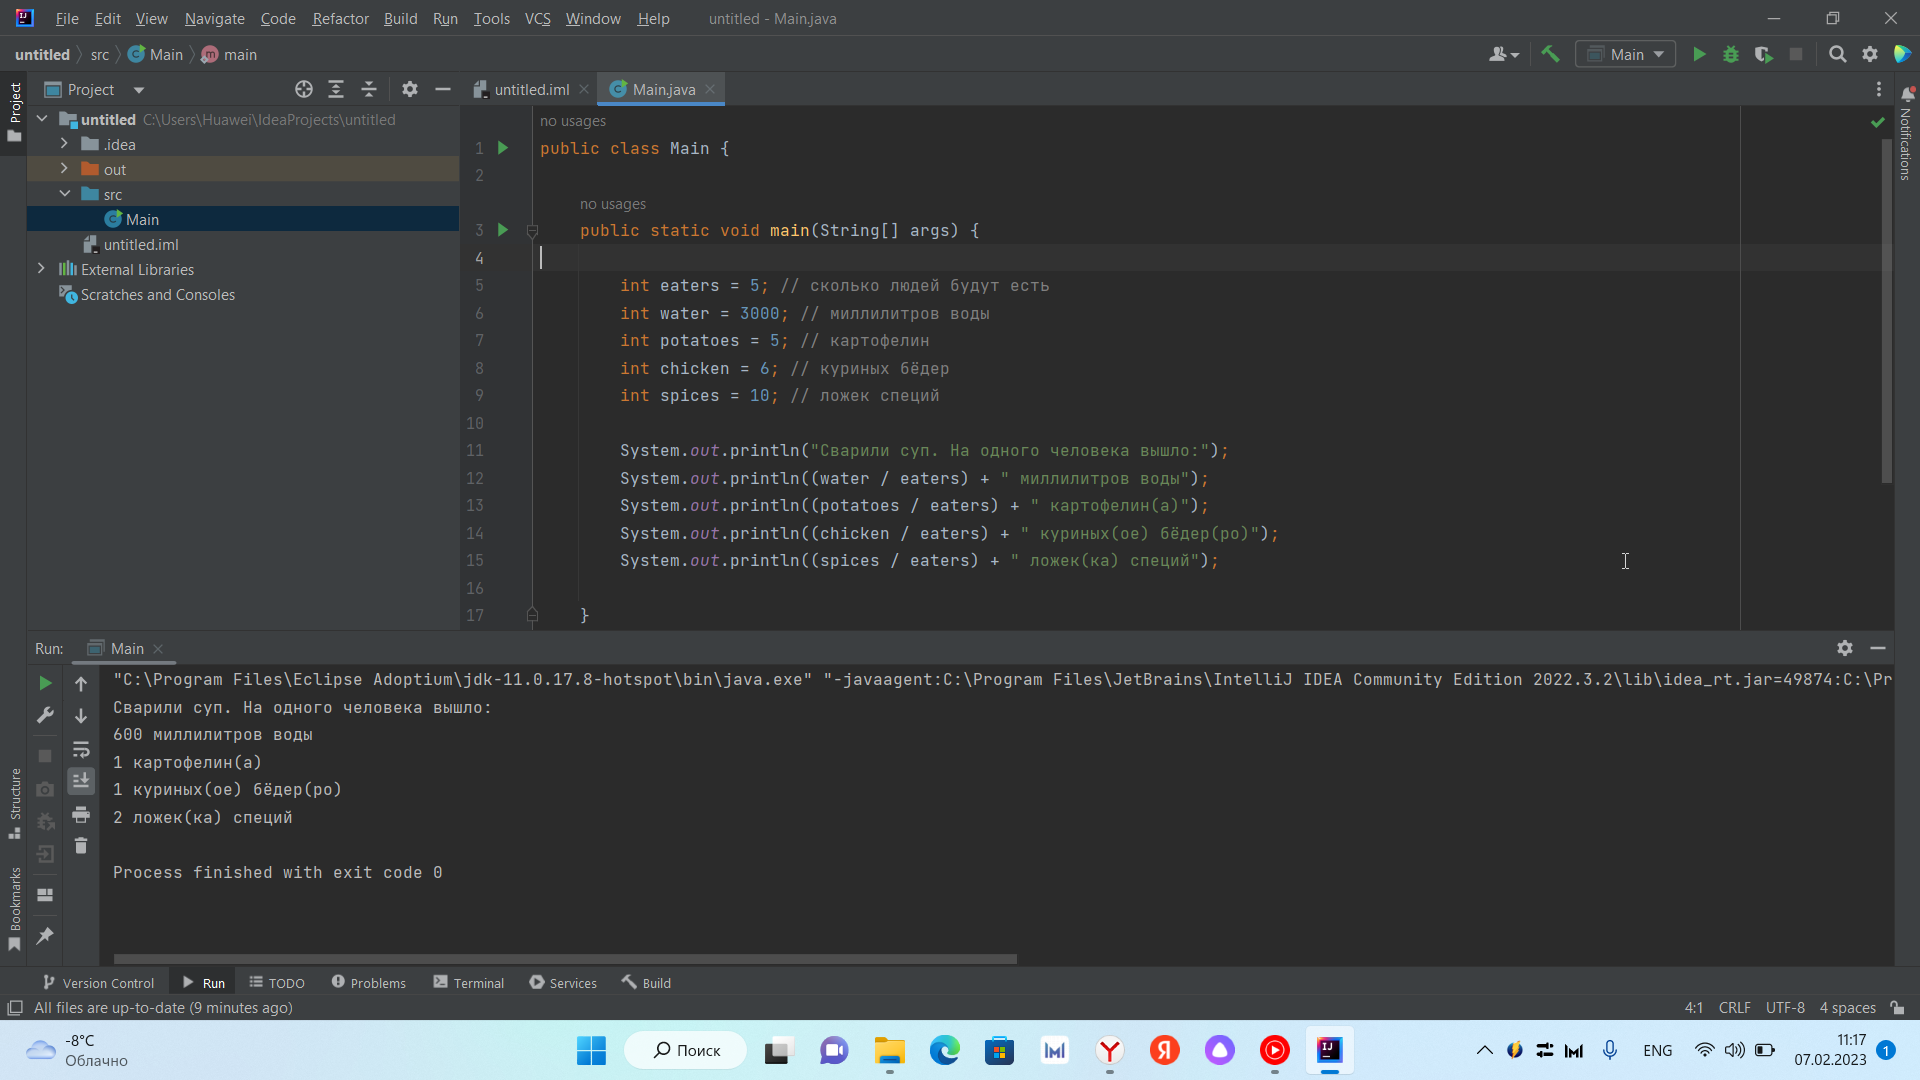 File Edit View Navigate Code Refactor Build Run Tools VCS Window Help untitled - Main.java
untitled src Main main
Main
Project
untitled.iml
Main.java
untitled C:\Users\Huawei\IdeaProjects\untitled
.idea
out
src
Main
untitled.iml
External Libraries
Scratches and Consoles
Project
Structure
Bookmarks
Notifications
no usages
1 public class Main {
2
no usages
3 public static void main(String[] args) {
4
5 int eaters = 5; // сколько людей будут есть
6 int water = 3000; // миллилитров воды
7 int potatoes = 5; // картофелин
8 int chicken = 6; // куриных бёдер
9 int spices = 10; // ложек специй
10
11 System.out.println("Сварили суп. На одного человека вышло:");
12 System.out.println((water / eaters) + " миллилитров воды");
13 System.out.println((potatoes / eaters) + " картофелин(а)");
14 System.out.println((chicken / eaters) + " куриных(ое) бёдер(ро)");
15 System.out.println((spices / eaters) + " ложек(ка) специй");
16
17 }
Run: Main
"C:\Program Files\Eclipse Adoptium\jdk-11.0.17.8-hotspot\bin\java.exe" "-javaagent:C:\Program Files\JetBrains\IntelliJ IDEA Community Edition 2022.3.2\lib\idea_rt.jar=49874:C:\Pr
Сварили суп. На одного человека вышло:
600 миллилитров воды
1 картофелин(а)
1 куриных(ое) бёдер(ро)
2 ложек(ка) специй
Process finished with exit code 0
Version Control Run TODO Problems Terminal Services Build
All files are up-to-date (9 minutes ago) 4:1 CRLF UTF-8 4 spaces
-8°C
Облачно
Поиск
ENG
11:17
07.02.2023
1